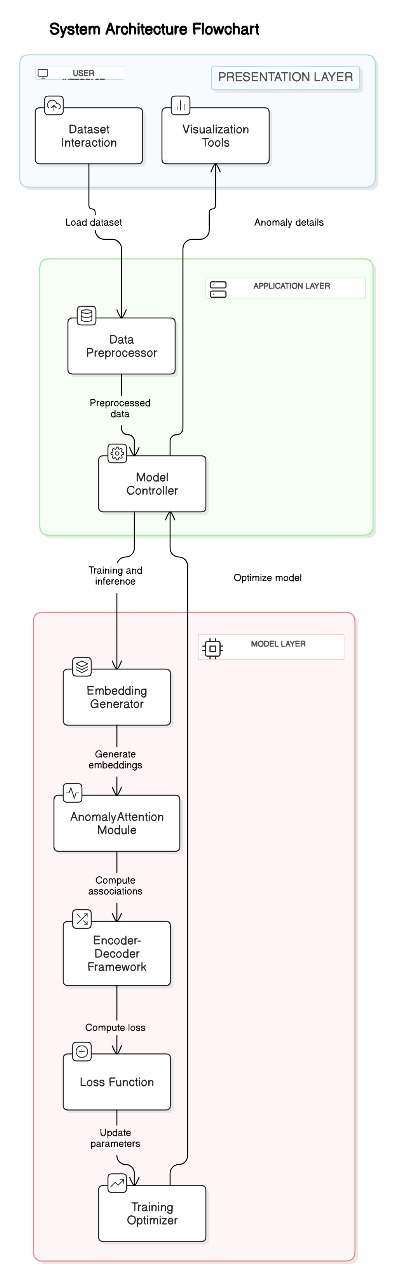 System Architecture Flowchart
USER
PRESENTATION LAYER
Dataset
Interaction
Visualization
Tools
Load dataset
Anomaly details
APPLICATION LAYER
Data
Preprocessor
Preprocessed
data
Model
Controller
Training and
inference
Optimize model
MODEL LAYER
Embedding
Generator
Generate
embeddings
AnomalyAttention
Module
Compute
associations
Encoder-
Decoder
Framework
Compute loss
Loss Function
Update
parameters
Training
Optimizer